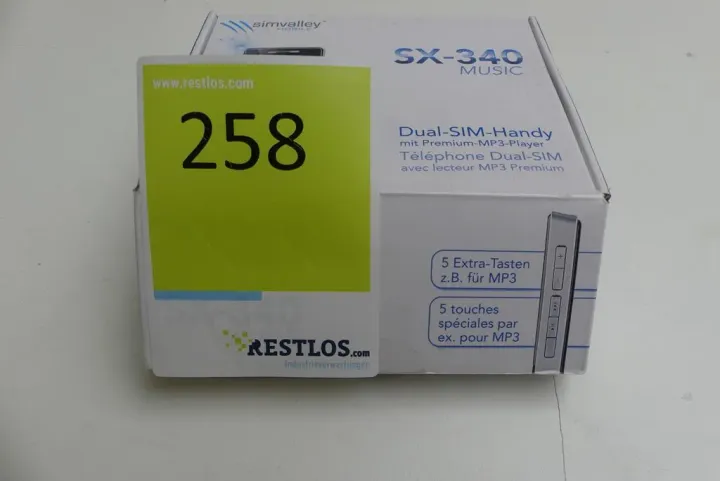 simvalley
MOBILE
SX-340
MUSIC
Dual-SIM-Handy
mit Premium-MP3-Player
Téléphone Dual-SIM
avec lecteur MP3 Premium
www.restlos.com
258
RESTLOS.com
5 Extra-Tasten
z.B. für MP3
5 touches
spéciales par
ex. pour MP3